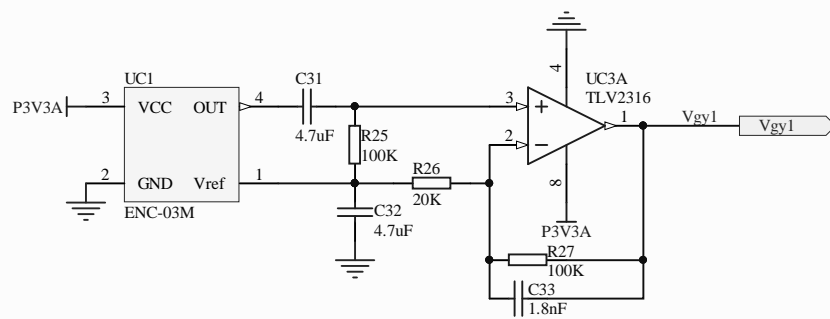 UC1
P3V3A
3
VCC
OUT
4
2
GND
Vref
1
ENC-03M
C31
4.7uF
R25
100K
C32
4.7uF
R26
20K
4
UC3A
TLV2316
3
2
1
8
P3V3A
R27
100K
C33
1.8nF
Vgy1
Vgy1